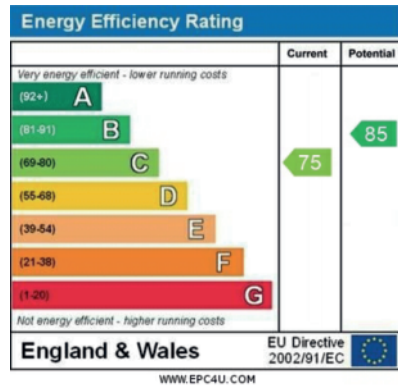 Energy Efficiency Rating
Current Potential
Very energy efficient - lower running costs
(92+) A
(81-91) B 85
(69-80) C 75
(55-68) D
(39-54) E
(21-38) F
(1-20) G
Not energy efficient - higher running costs
England & Wales
EU Directive
2002/91/EC
WWW.EPC4U.COM